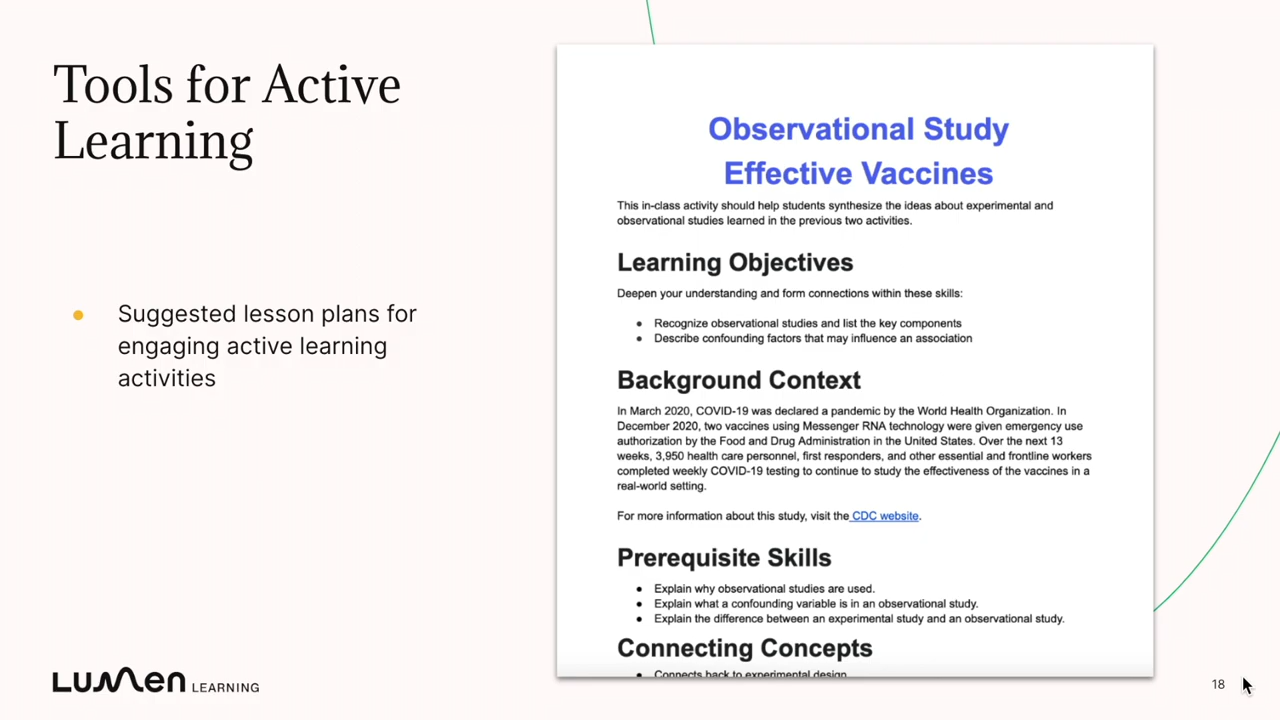 Tools for Active
Learning
Suggested lesson plans for
engaging active learning
activities
Observational Study
Effective Vaccines
This in-class activity should help students synthesize the ideas about experimental and
observational studies learned in the previous two activities.
Learning Objectives
Deepen your understanding and form connections within these skills:
Recognize observational studies and list the key components
Describe confounding factors that may influence an association
Background Context
In March 2020, COVID-19 was declared a pandemic by the World Health Organization. In
December 2020, two vaccines using Messenger RNA technology were given emergency use
authorization by the Food and Drug Administration in the United States. Over the next 13
weeks, 3,950 health care personnel, first responders, and other essential and frontline workers
completed weekly COVID-19 testing to continue to study the effectiveness of the vaccines in a
real-world setting.
For more information about this study, visit the CDC website.
Prerequisite Skills
Explain why observational studies are used.
Explain what a confounding variable is in an observational study.
Explain the difference between an experimental study and an observational study.
Connecting Concepts
Connects back to experimental design
LUMEN LEARNING
18